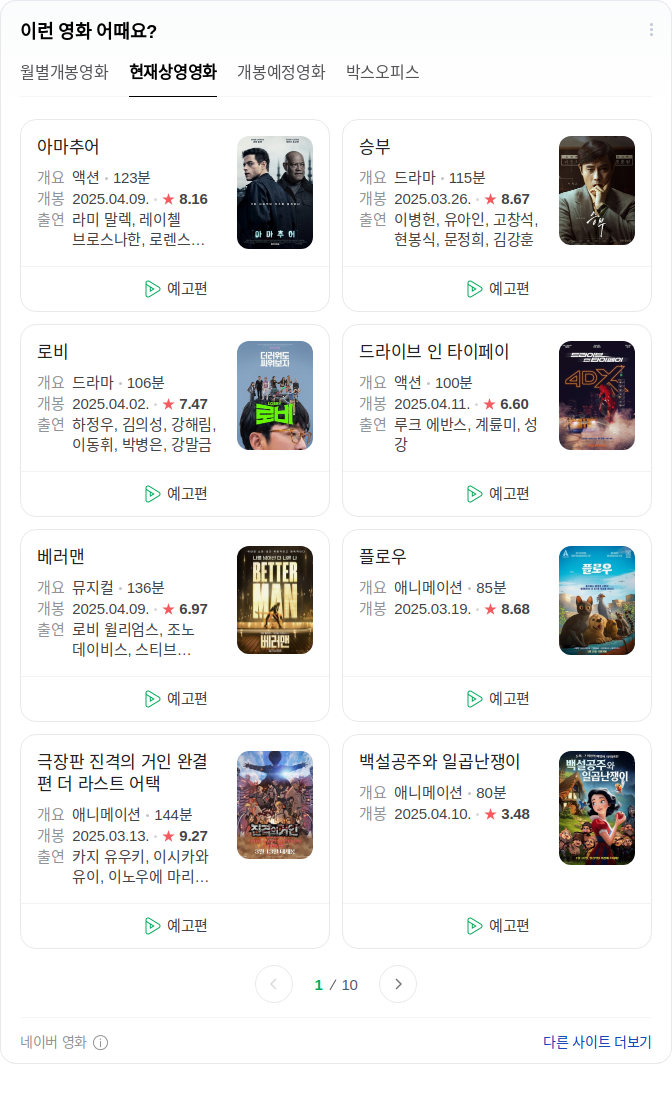 이런 영화 어때요?
월별개봉영화 현재상영영화 개봉예정영화 박스오피스
아마추어
개요 액션 123분
개봉 2025.04.09. ★ 8.16
출연 라미 말렉, 레이첼
브로스나한, 로렌스…
예고편
승부
개요 드라마 115분
개봉 2025.03.26. ★ 8.67
출연 이병헌, 유아인, 고창석,
현봉식, 문정희, 김강훈
승부
예고편
로비
개요 드라마 106분
개봉 2025.04.02. ★ 7.47
출연 하정우, 김의성, 강해림,
이동휘, 박병은, 강말금
더러워도
싸워보자
로비
예고편
드라이브 인 타이페이
개요 액션 100분
개봉 2025.04.11. ★ 6.60
출연 루크 에반스, 계륜미, 성
강
드라이브 인
타이페이
4DX
예고편
베러맨
개요 뮤지컬 136분
개봉 2025.04.09. ★ 6.97
출연 로비 윌리엄스, 조노
데이비스, 스티브…
BETTER
MAN
베러맨
예고편
플로우
개요 애니메이션 85분
개봉 2025.03.19. ★ 8.68
플로우
예고편
극장판 진격의 거인 완결
편 더 라스트 어택
개요 애니메이션 144분
개봉 2025.03.13. ★ 9.27
출연 카지 유우키, 이시카와
유이, 이노우에 마리…
진격의 거인
예고편
백설공주와 일곱난쟁이
개요 애니메이션 80분
개봉 2025.04.10. ★ 3.48
백설공주와
일곱난쟁이
예고편
아마추어
1 / 10
네이버 영화
다른 사이트 더보기